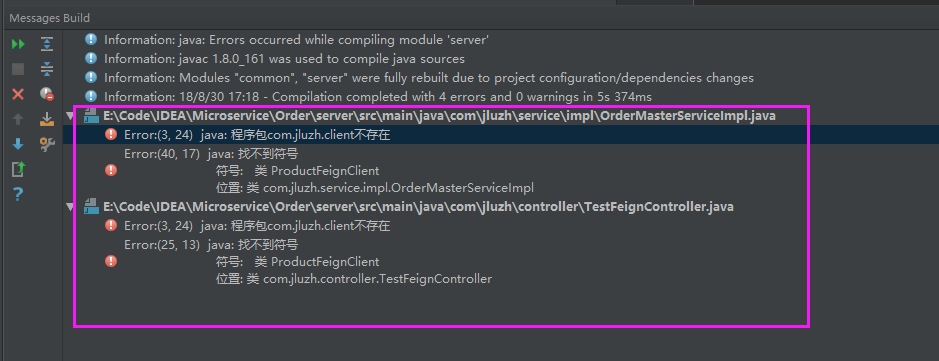 Messages Build
Information: java: Errors occurred while compiling module 'server'
Information: javac 1.8.0_161 was used to compile java sources
Information: Modules "common", "server" were fully rebuilt due to project configuration/dependencies changes
Information: 18/8/30 17:18 - Compilation completed with 4 errors and 0 warnings in 5s 374ms
E:\Code\IDEA\Microservice\Order\server\src\main\java\com\jluzh\service\impl\OrderMasterServiceImpl.java
Error:(3, 24) java: 程序包com.jluzh.client不存在
Error:(40, 17) java: 找不到符号
符号: 类 ProductFeignClient
位置: 类 com.jluzh.service.impl.OrderMasterServiceImpl
E:\Code\IDEA\Microservice\Order\server\src\main\java\com\jluzh\controller\TestFeignController.java
Error:(3, 24) java: 程序包com.jluzh.client不存在
Error:(25, 13) java: 找不到符号
符号: 类 ProductFeignClient
位置: 类 com.jluzh.controller.TestFeignController